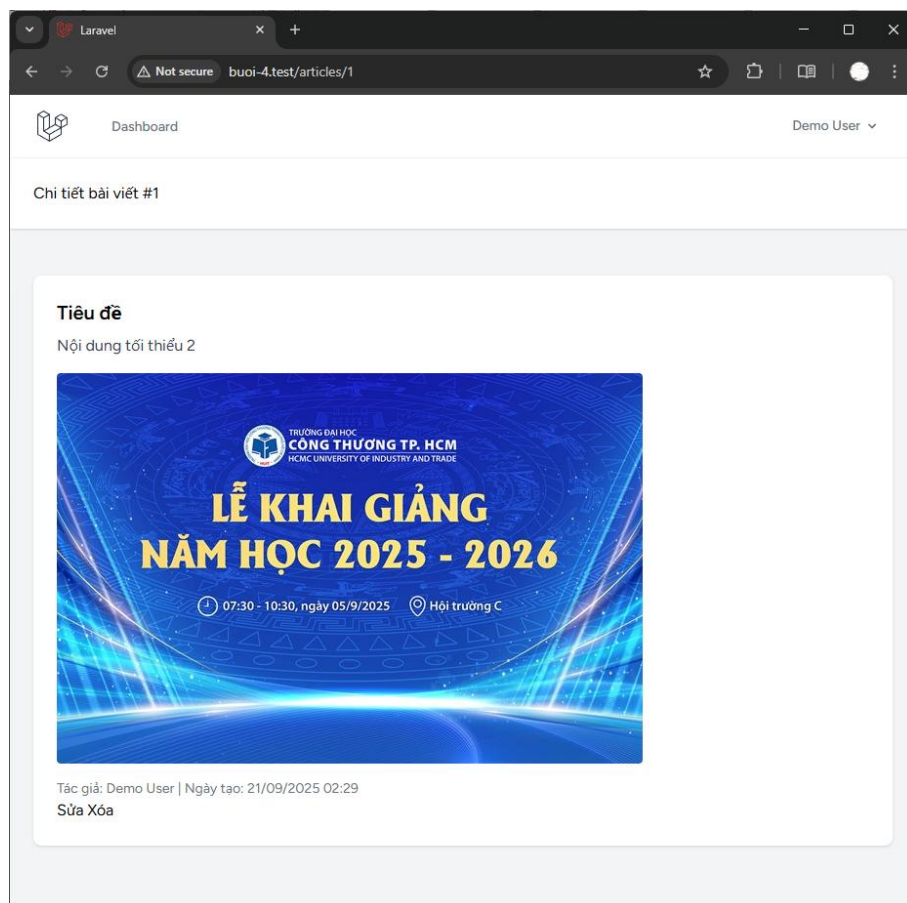 Laravel
Not secure buoi-4.test/articles/1
Dashboard
Demo User
Chi tiết bài viết #1
Tiêu đề
Nội dung tối thiểu 2
TRƯỜNG ĐẠI HỌC
CÔNG THƯƠNG TP. HCM
HCMC UNIVERSITY OF INDUSTRY AND TRADE
LỄ KHAI GIẢNG
NĂM HỌC 2025 - 2026
07:30 - 10:30, ngày 05/9/2025 Hội trường C
Tác giả: Demo User | Ngày tạo: 21/09/2025 02:29
Sửa Xóa